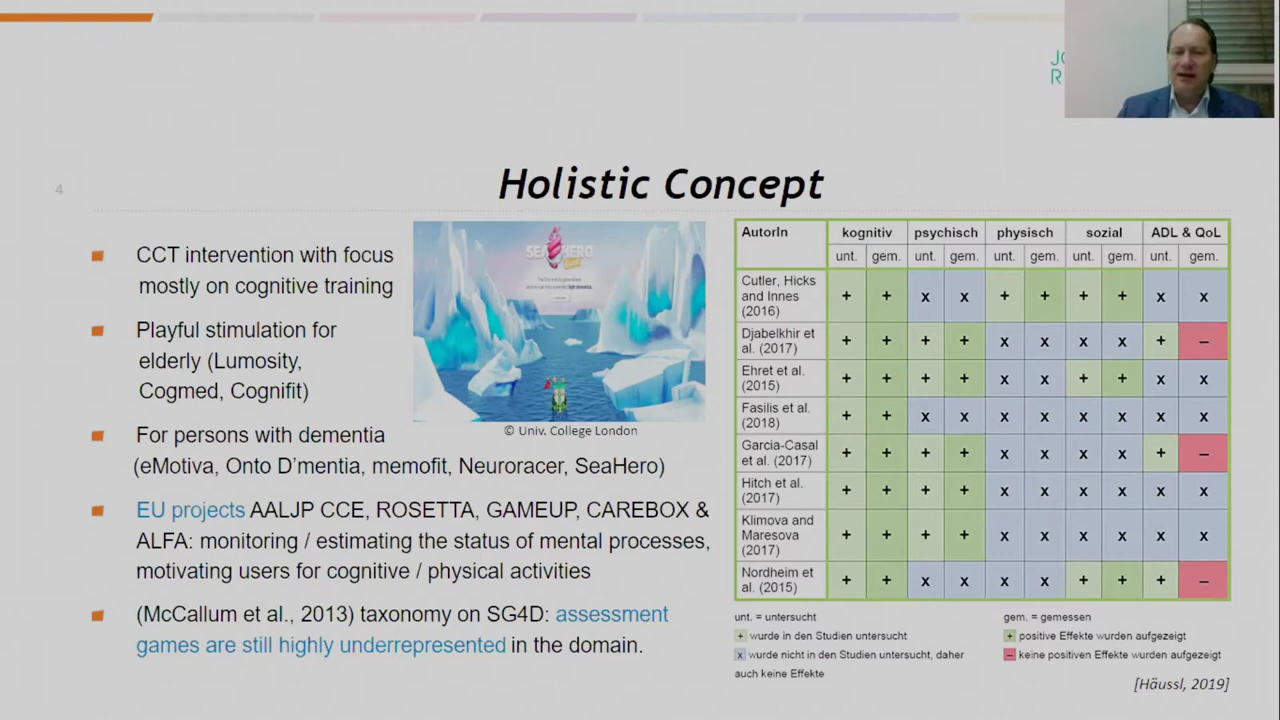 JO
R
4
Holistic Concept
CCT intervention with focus
mostly on cognitive training
Playful stimulation for
elderly (Lumosity,
Cogmed, Cognifit)
For persons with dementia
(eMotiva, Onto D'mentia, memofit, Neuroracer, SeaHero)
EU projects AALJP CCE, ROSETTA, GAMEUP, CAREBOX &
ALFA: monitoring / estimating the status of mental processes,
motivating users for cognitive / physical activities
(McCallum et al., 2013) taxonomy on SG4D: assessment
games are still highly underrepresented in the domain.
SEA HERO
© Univ. College London
AutorIn kognitiv psychisch physisch sozial ADL & QoL
unt. gem. unt. gem. unt. gem. unt. gem. unt. gem.
Cutler, Hicks
and Innes
(2016)
+ + x x + + + + x x
Djabelkhir et
al. (2017)
+ + + + x x x x + –
Ehret et al.
(2015)
+ + + + x x + + x x
Fasilis et al.
(2018)
+ + x x x x x x x x
Garcia-Casal
et al. (2017)
+ + + + x x x x + –
Hitch et al.
(2017)
+ + + + x x x x x x
Klimova and
Maresova
(2017)
+ + + + x x x x x x
Nordheim et
al. (2015)
+ + x x x x + + + –
unt. = untersucht
+ wurde in den Studien untersucht
x wurde nicht in den Studien untersucht, daher
auch keine Effekte
gem. = gemessen
+ positive Effekte wurden aufgezeigt
– keine positiven Effekte wurden aufgezeigt
[Häussl, 2019]